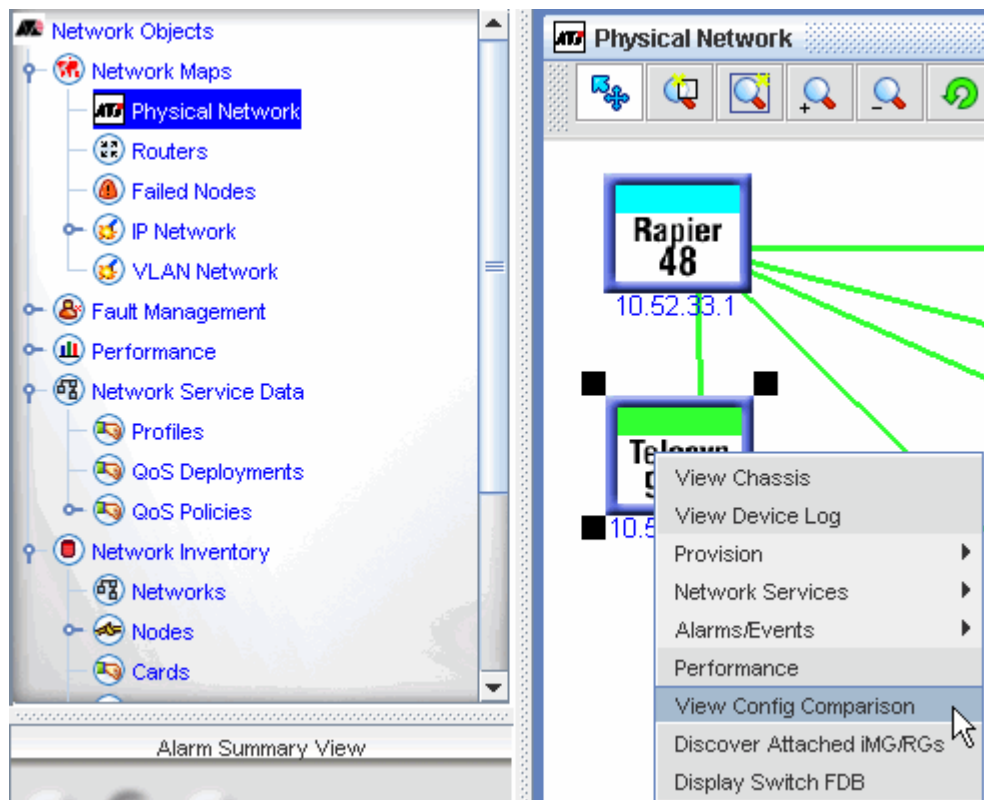 Network Objects
Network Maps
ATI Physical Network
Routers
Failed Nodes
IP Network
VLAN Network
Fault Management
Performance
Network Service Data
Profiles
QoS Deployments
QoS Policies
Network Inventory
Networks
Nodes
Cards
Alarm Summary View
ATI Physical Network
Rapier
48
10.52.33.1
View Chassis
View Device Log
Provision
Network Services
Alarms/Events
Performance
View Config Comparison
Discover Attached iMG/RGs
Display Switch FDB